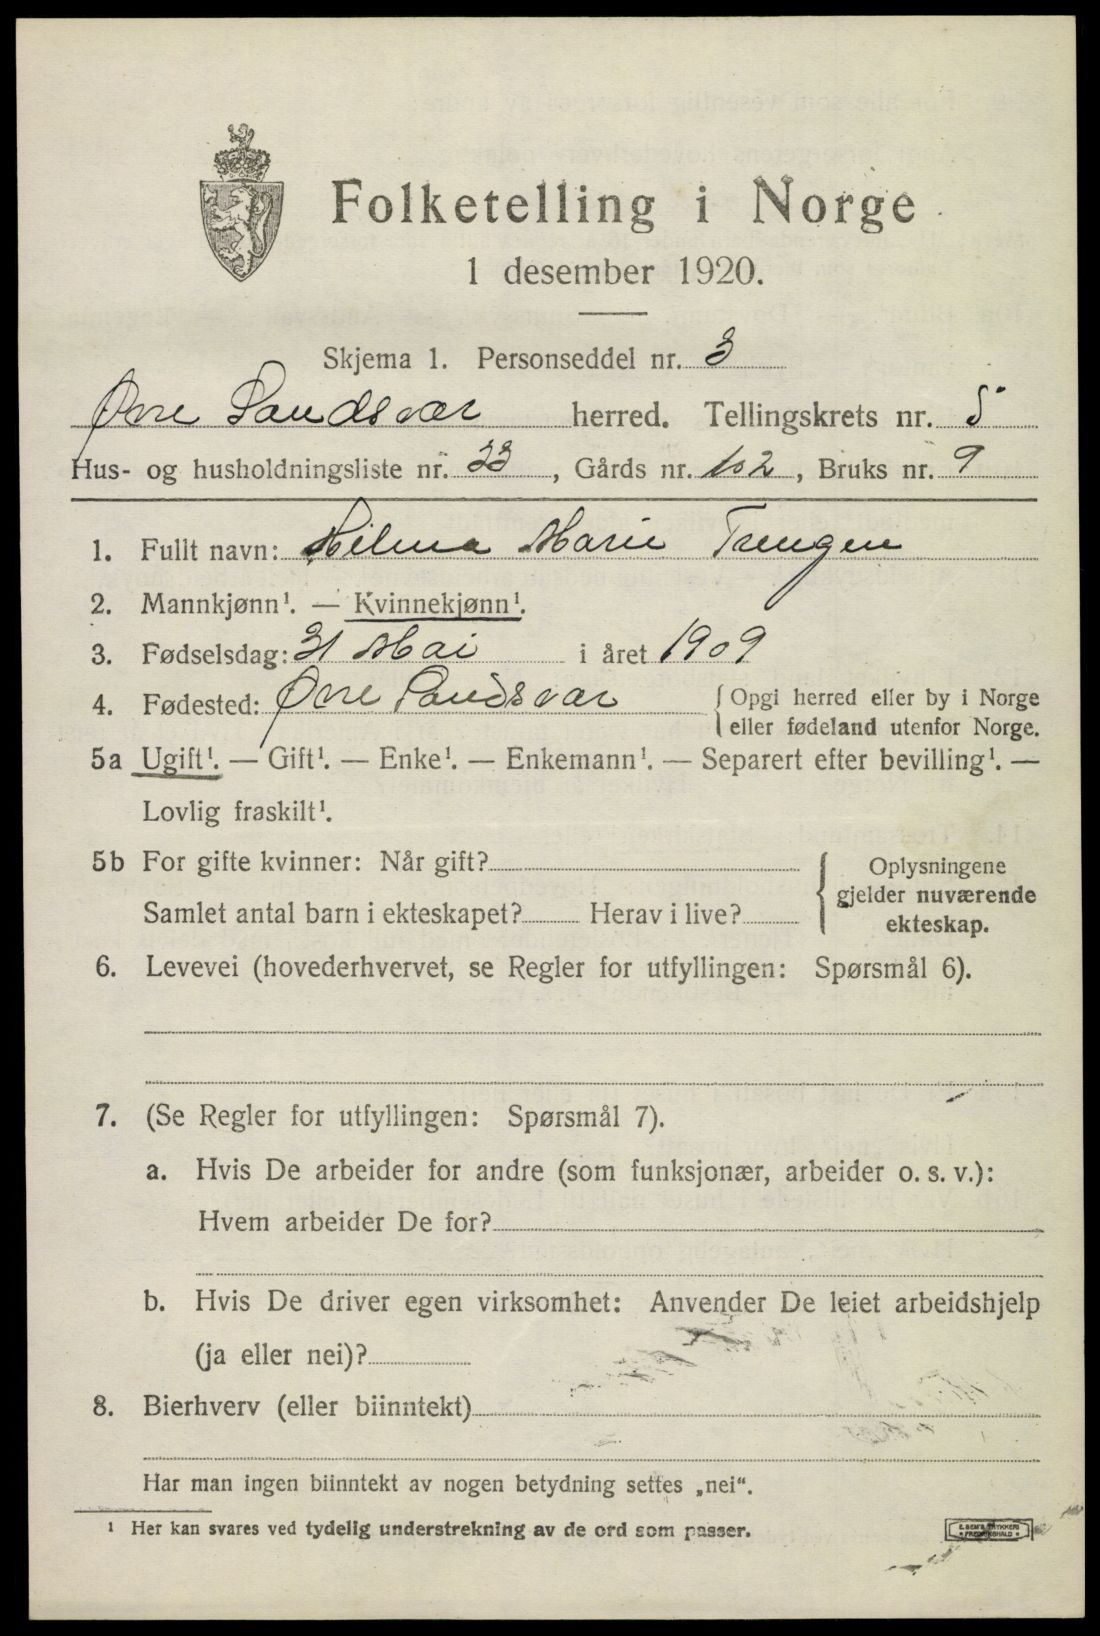 Folketelling i Norge
1 desember 1920.
Skjema 1. Personseddel nr. 3
Øvre Sandsvær herred. Tellingskrets nr. 5
Hus- og husholdningsliste nr. 33, Gårds nr. 102, Bruks nr. 9
1. Fullt navn: Hilma Marie
2. Mannkjønn¹. — Kvinnekjønn¹.
3. Fødselsdag: 31 Mai i året 1909
4. Fødested: Øvre Sandsvær { Opgi herred eller by i Norge
eller fødeland utenfor Norge.
5a Ugift¹. — Gift¹. — Enke¹. — Enkemann¹. — Separert efter bevilling¹. —
Lovlig fraskilt¹.
5b For gifte kvinner: Når gift?
Samlet antal barn i ekteskapet? Herav i live?
{ Oplysningene
gjelder nuværende
ekteskap.
6. Levevei (hovederhvervet, se Regler for utfyllingen: Spørsmål 6).
7. (Se Regler for utfyllingen: Spørsmål 7).
a. Hvis De arbeider for andre (som funksjonær, arbeider o. s. v.):
Hvem arbeider De for?
b. Hvis De driver egen virksomhet: Anvender De leiet arbeidshjelp
(ja eller nei)?
8. Bierhverv (eller biinntekt)
Har man ingen biinntekt av nogen betydning settes „nei“.
¹ Her kan svares ved tydelig understrekning av de ord som passer.